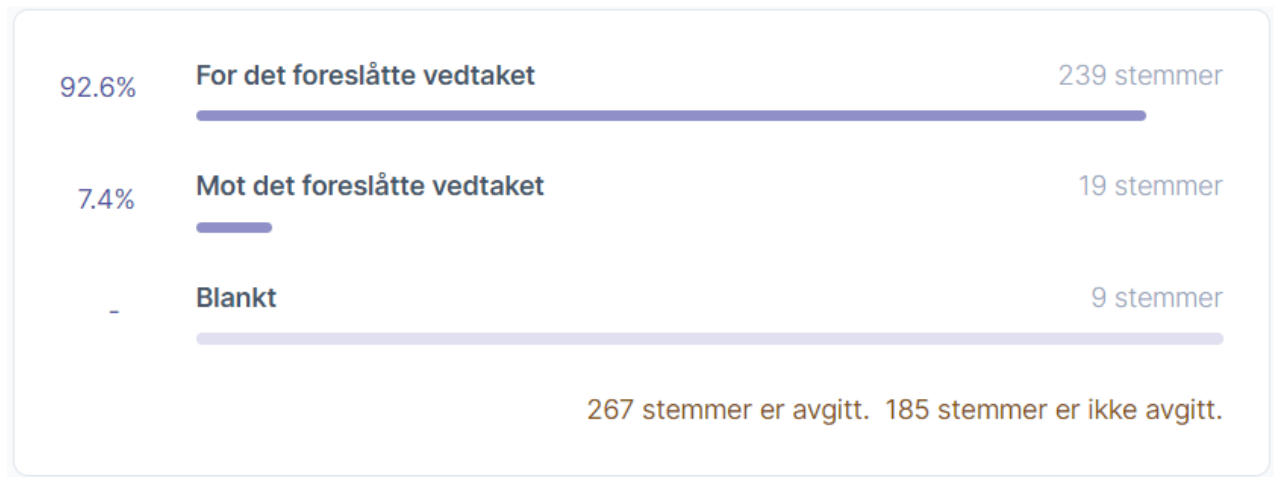 92.6%
For det foreslåtte vedtaket 239 stemmer
7.4%
Mot det foreslåtte vedtaket 19 stemmer
-
Blankt 9 stemmer
267 stemmer er avgitt. 185 stemmer er ikke avgitt.